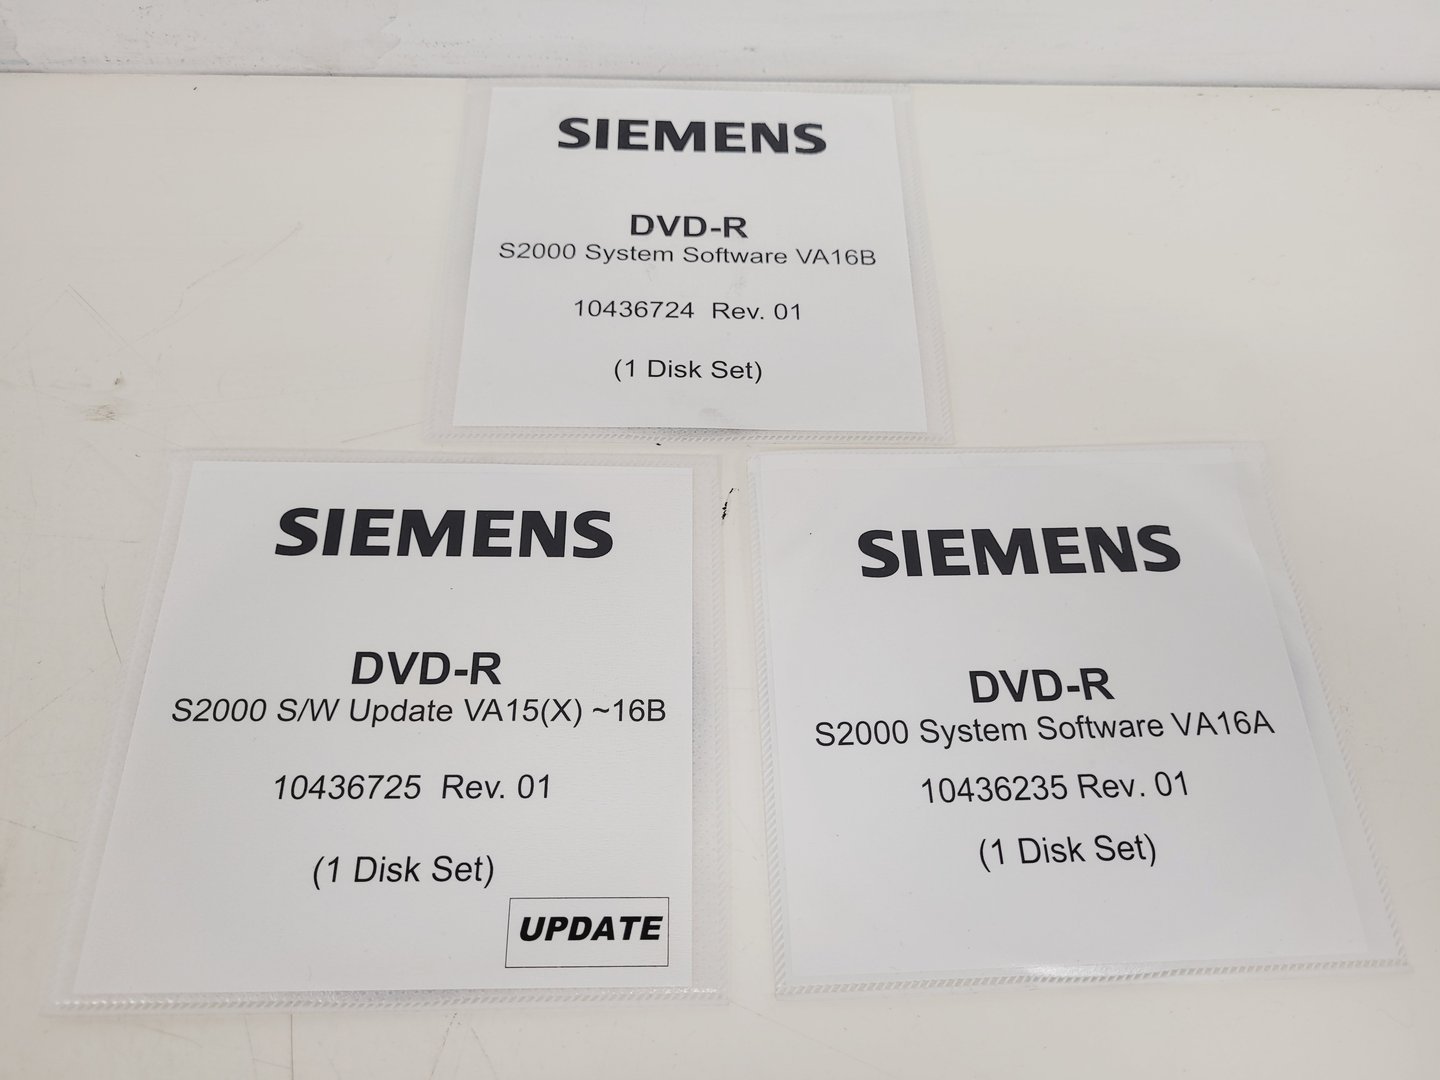 SIEMENS
DVD-R
S2000 System Software VA16B
10436724 Rev. 01
(1 Disk Set)
SIEMENS
DVD-R
S2000 S/W Update VA15(X) ~16B
10436725 Rev. 01
(1 Disk Set)
UPDATE
SIEMENS
DVD-R
S2000 System Software VA16A
10436235 Rev. 01
(1 Disk Set)